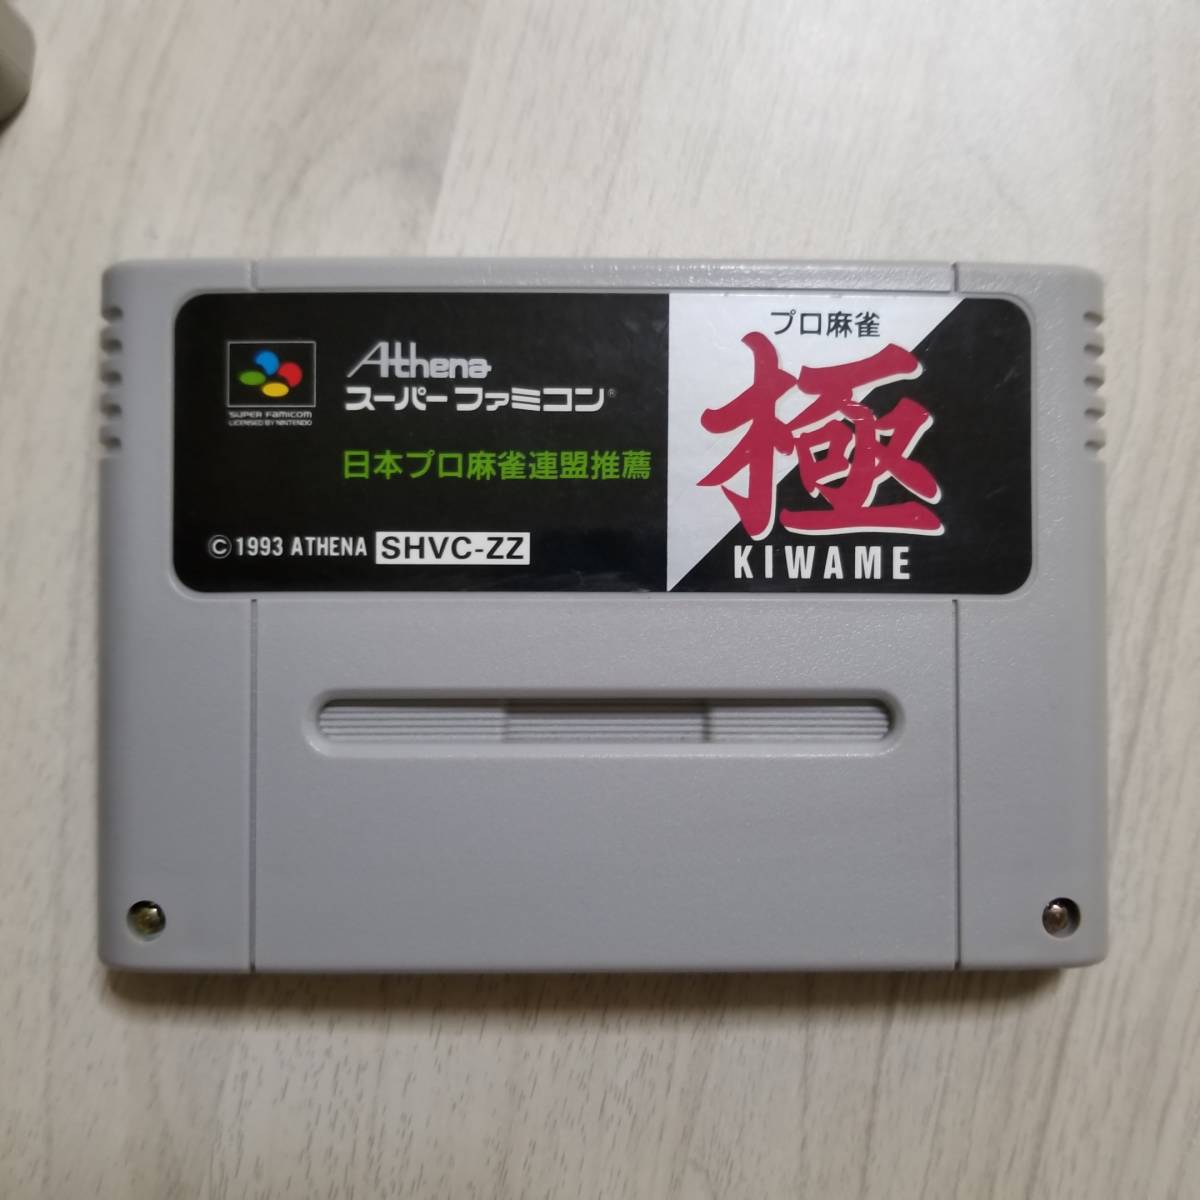 SUPER FAMICOM
LICENSED BY NINTENDO
Athena
スーパーファミコン®
日本プロ麻雀連盟推薦
© 1993 ATHENA SHVC-ZZ
プロ麻雀
極
KIWAME